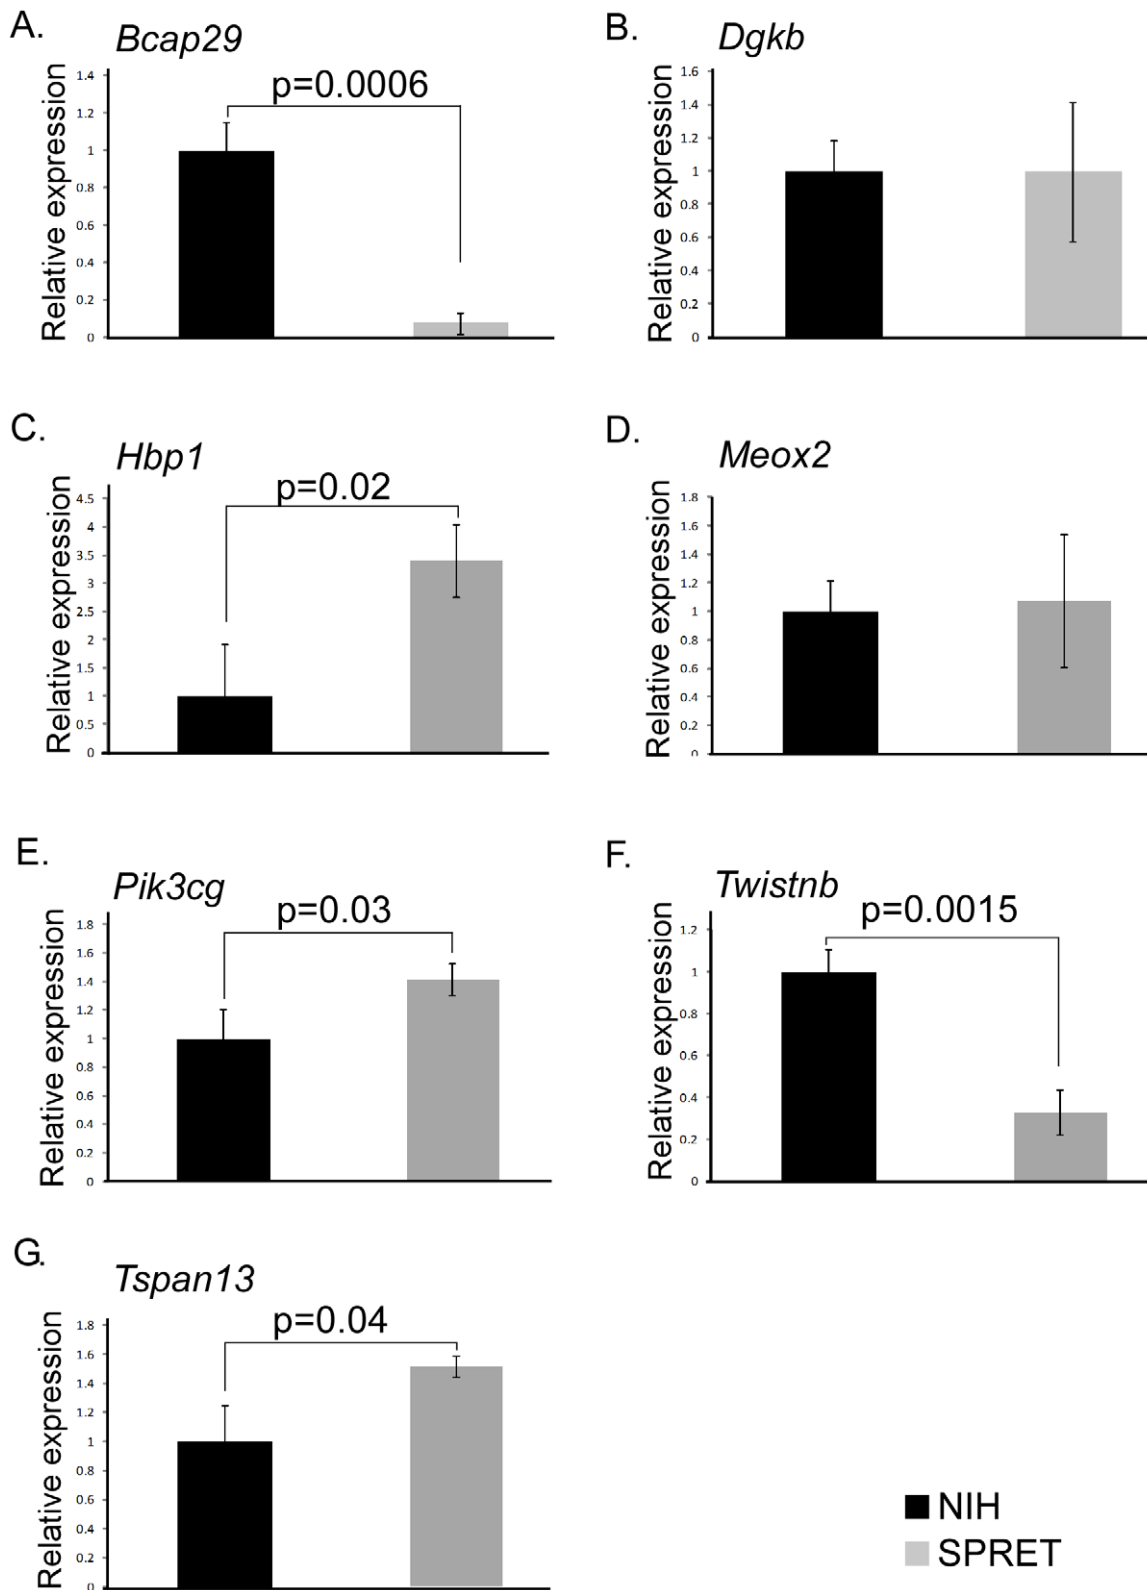 A.
Bcap29
p=0.0006
Relative expression
1.4
1.2
1
0.8
0.6
0.4
0.2
0
B.
Dgkb
Relative expression
1.6
1.4
1.2
1
0.8
0.6
0.4
0.2
0
C.
Hbp1
p=0.02
Relative expression
4.5
4
3.5
3
2.5
2
1.5
1
0.5
0
D.
Meox2
Relative expression
1.8
1.6
1.4
1.2
1
0.8
0.6
0.4
0.2
0
E.
Pik3cg
p=0.03
Relative expression
1.8
1.6
1.4
1.2
1
0.8
0.6
0.4
0.2
0
F.
Twistnb
p=0.0015
Relative expression
1.2
1
0.8
0.6
0.4
0.2
0
G.
Tspan13
p=0.04
Relative expression
1.8
1.6
1.4
1.2
1
0.8
0.6
0.4
0.2
0
NIH
SPRET